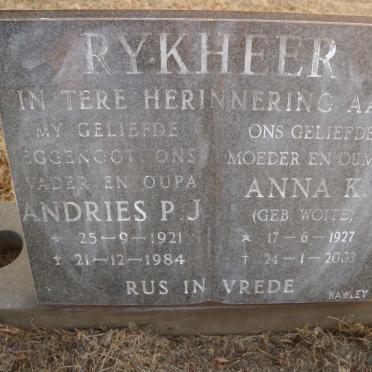 RYKHEER
IN TERE HERINNERING AA
MY GELIEFDE
EGGENOOT ONS
VADER EN OUPA
ANDRIES P. J
* 25-9-1921
† 21-12-1984
ONS GELIEFDE
MOEDER EN OUM
ANNA K.
(GEB. WOITE)
* 17-6-1927
† 24-1-2003
RUS IN VREDE
HAWLEY